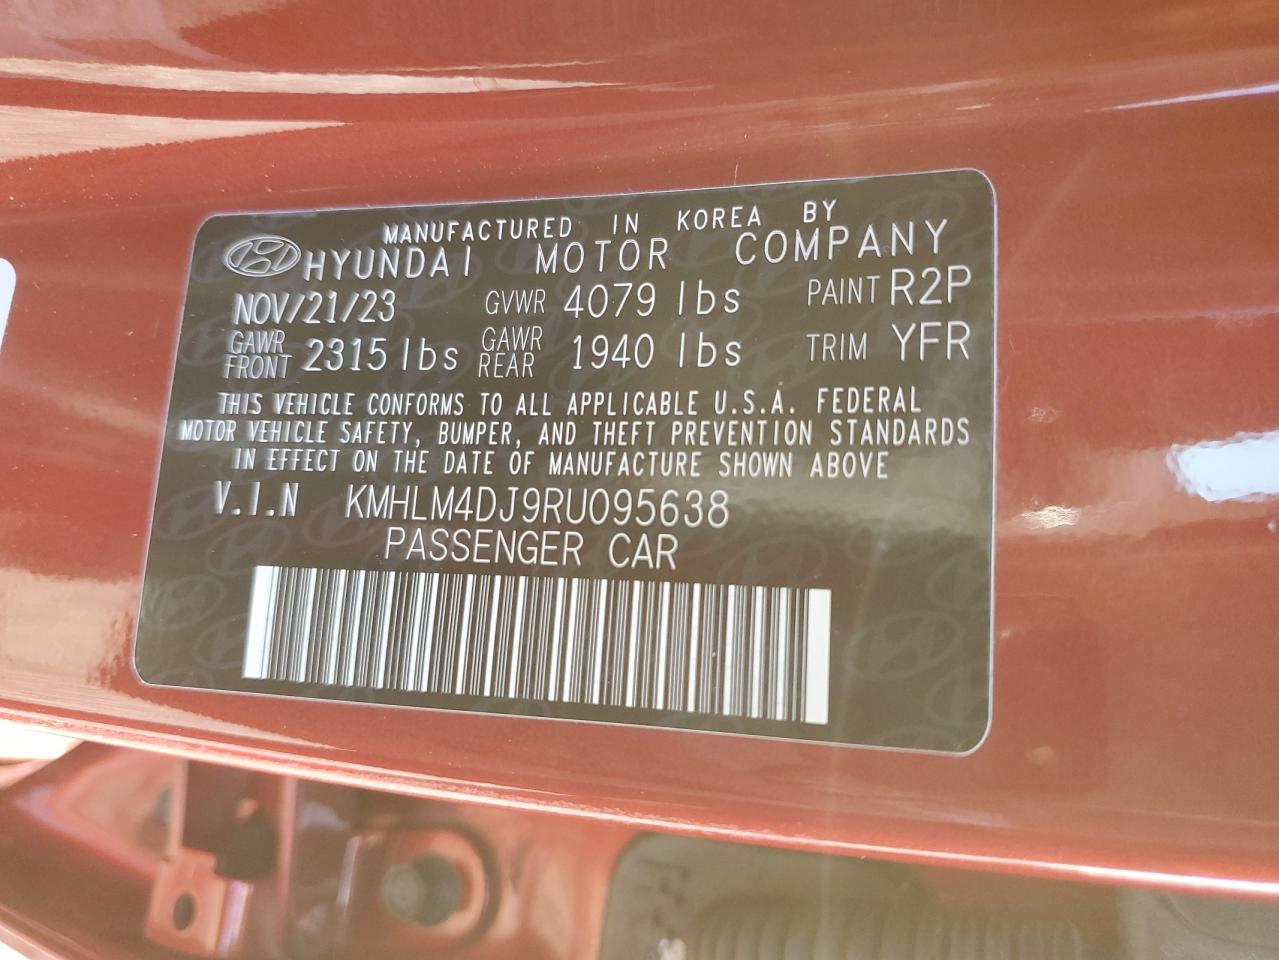 MANUFACTURED IN KOREA BY
HYUNDAI MOTOR COMPANY
NOV/21/23 GVWR 4079 lbs PAINT R2P
GAWR FRONT 2315 lbs GAWR REAR 1940 lbs TRIM YFR
THIS VEHICLE CONFORMS TO ALL APPLICABLE U.S.A. FEDERAL
MOTOR VEHICLE SAFETY, BUMPER, AND THEFT PREVENTION STANDARDS
IN EFFECT ON THE DATE OF MANUFACTURE SHOWN ABOVE
V.I.N KMHLM4DJ9RU095638
PASSENGER CAR